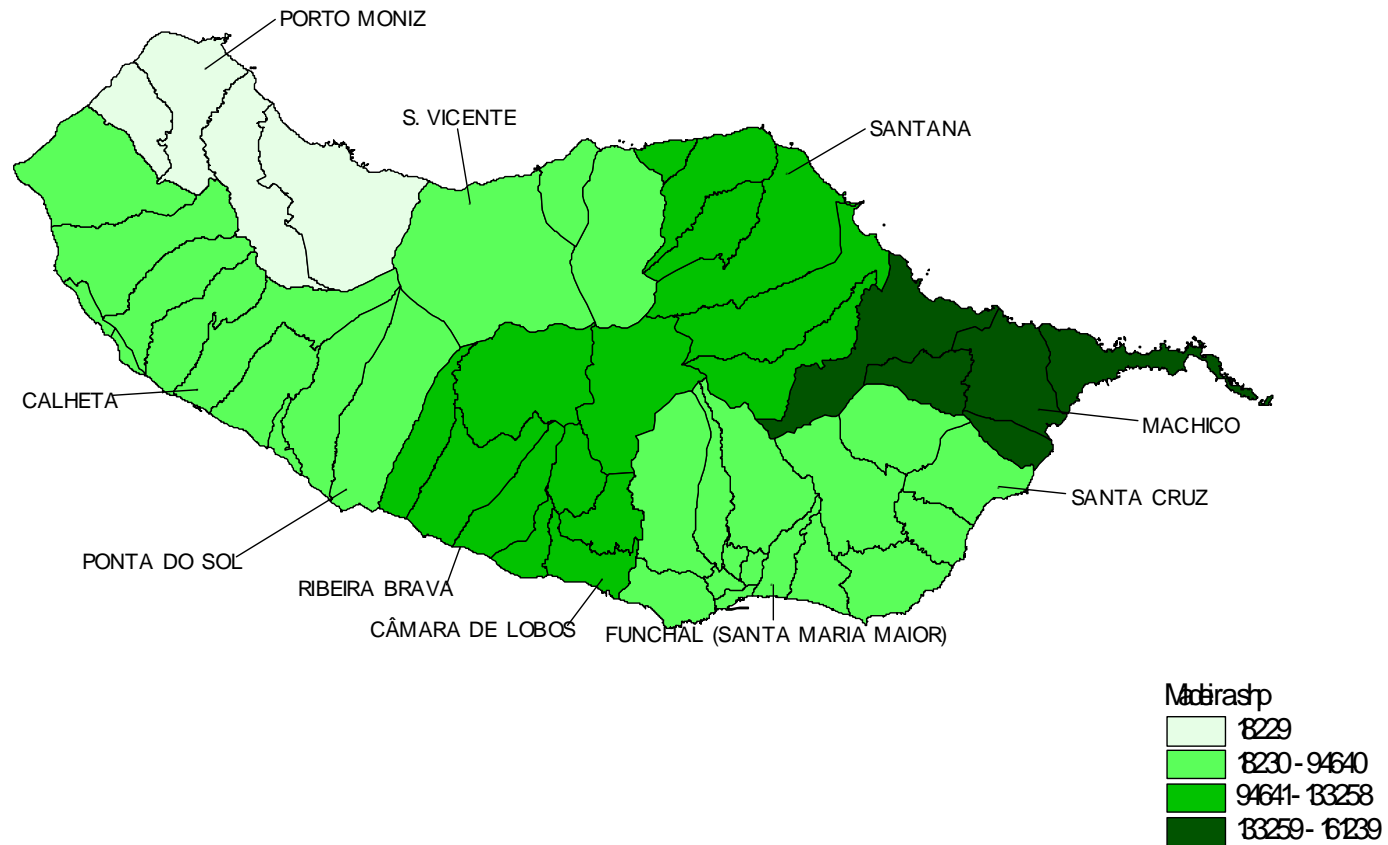 PORTO MONIZ
S. VICENTE
SANTANA
CALHETA
MACHICO
SANTA CRUZ
PONTA DO SOL
RIBEIRA BRAVA
CÂMARA DE LOBOS
FUNCHAL (SANTA MARIA MAIOR)
Madeira.shp
18229
18230 - 94640
94641 - 133258
133259 - 161239